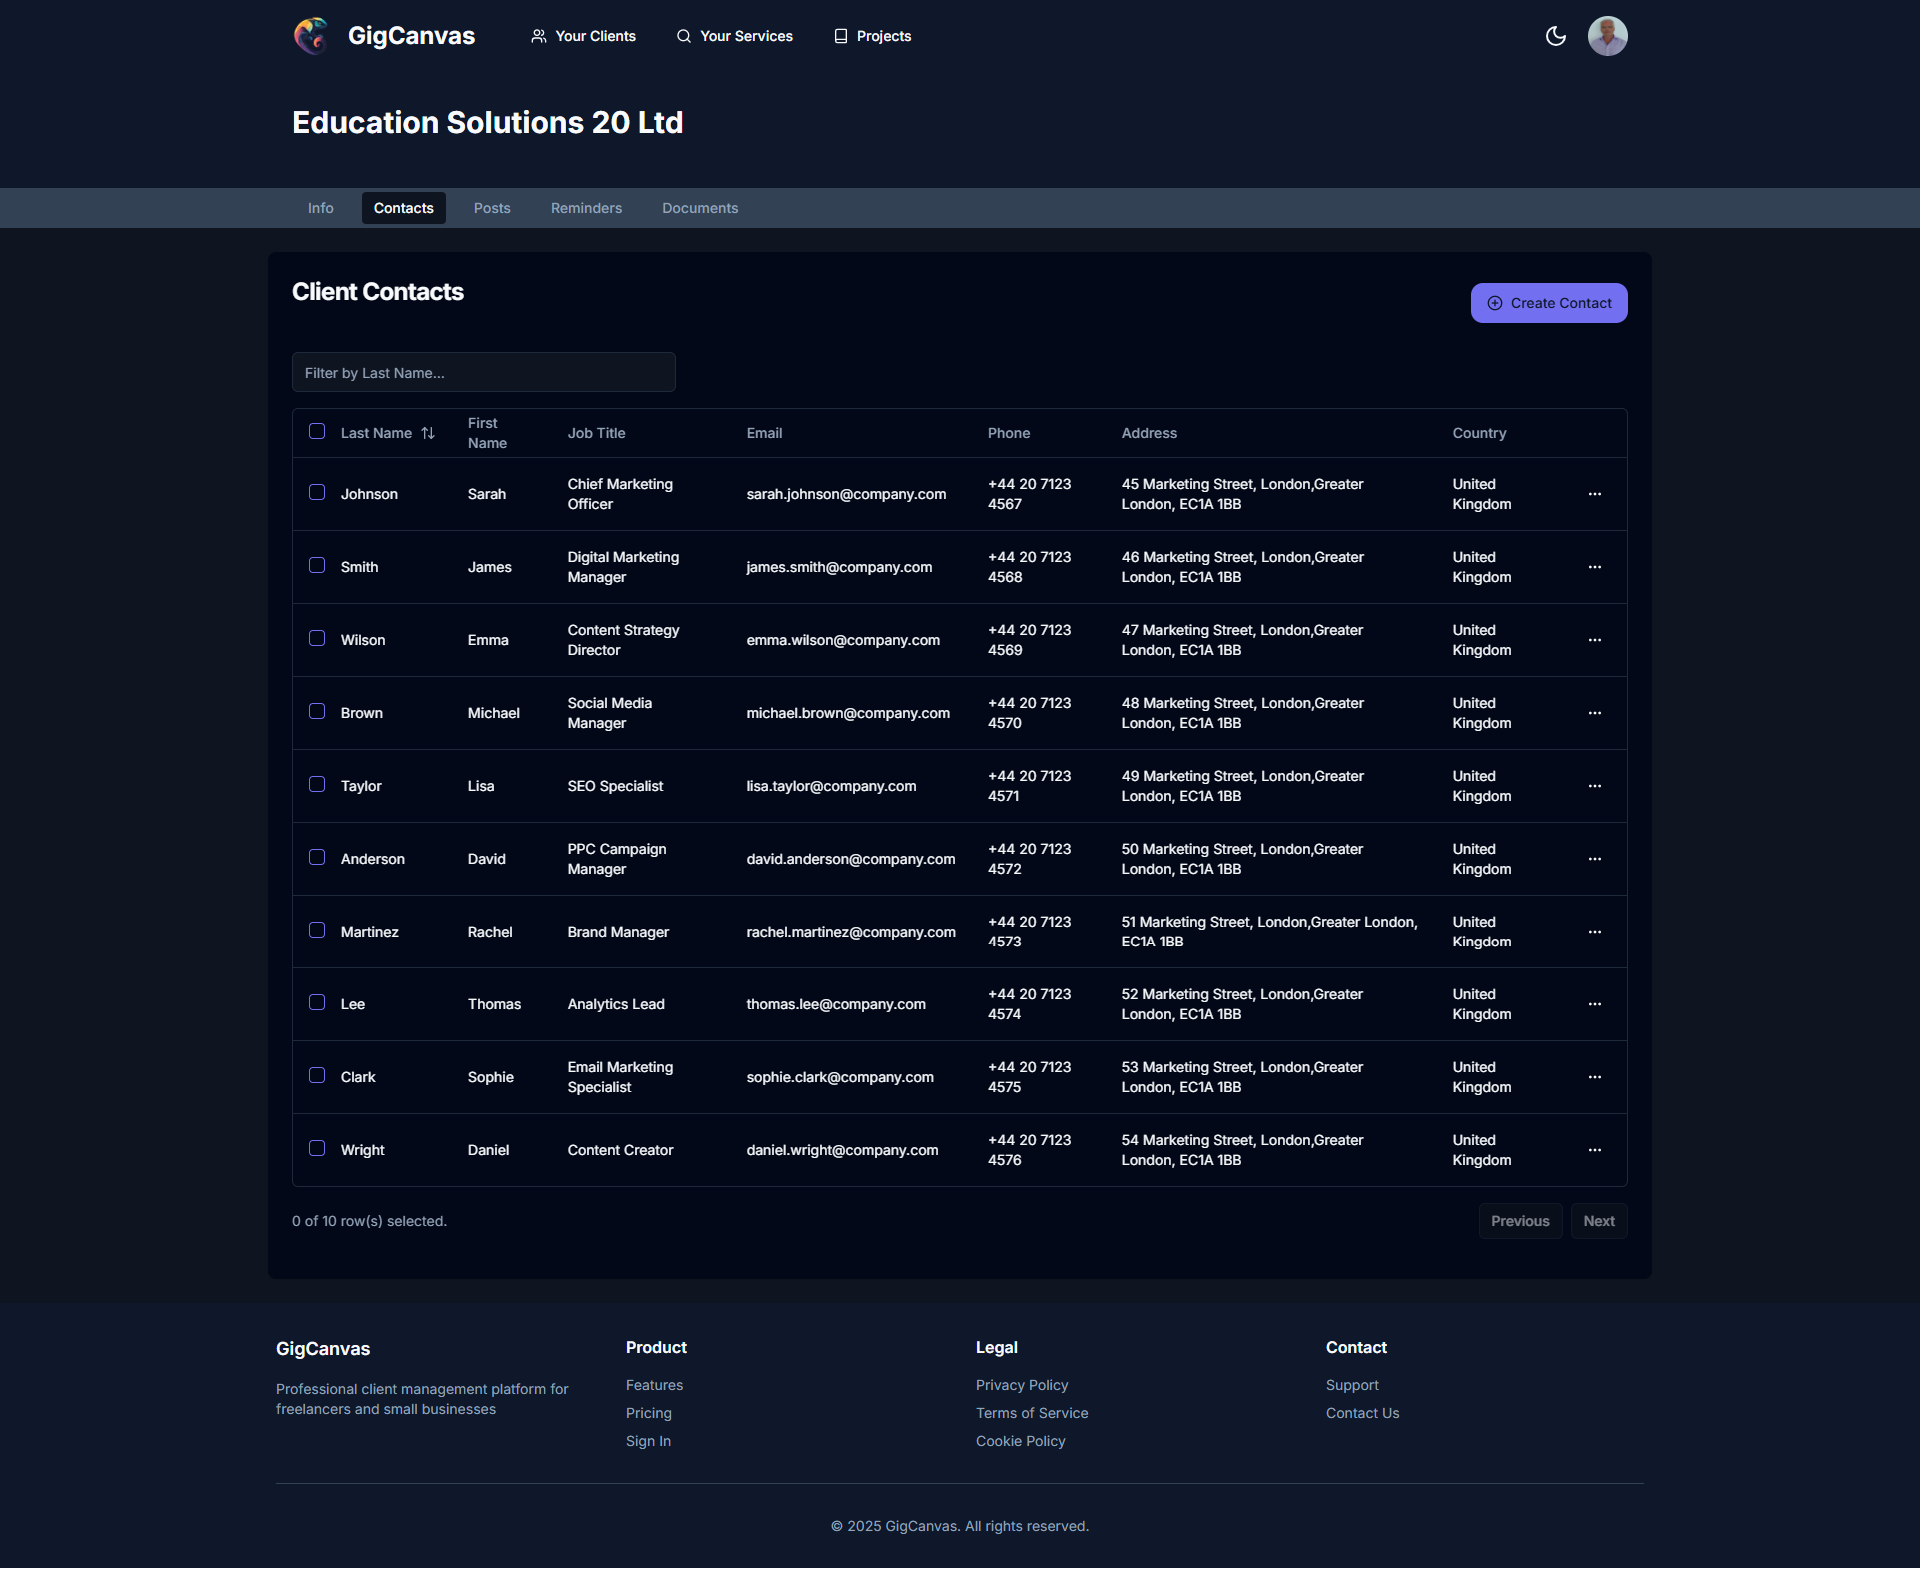 GigCanvas
Your Clients
Your Services
Projects
Education Solutions 20 Ltd
Info
Contacts
Posts
Reminders
Documents
Client Contacts
Create Contact
Filter by Last Name...
Last Name
First
Name
Job Title
Email
Phone
Address
Country
Johnson
Sarah
Chief Marketing
Officer
sarah.johnson@company.com
+44 20 7123
4567
45 Marketing Street, London,Greater
London, EC1A 1BB
United
Kingdom
Smith
James
Digital Marketing
Manager
james.smith@company.com
+44 20 7123
4568
46 Marketing Street, London,Greater
London, EC1A 1BB
United
Kingdom
Wilson
Emma
Content Strategy
Director
emma.wilson@company.com
+44 20 7123
4569
47 Marketing Street, London,Greater
London, EC1A 1BB
United
Kingdom
Brown
Michael
Social Media
Manager
michael.brown@company.com
+44 20 7123
4570
48 Marketing Street, London,Greater
London, EC1A 1BB
United
Kingdom
Taylor
Lisa
SEO Specialist
lisa.taylor@company.com
+44 20 7123
4571
49 Marketing Street, London,Greater
London, EC1A 1BB
United
Kingdom
Anderson
David
PPC Campaign
Manager
david.anderson@company.com
+44 20 7123
4572
50 Marketing Street, London,Greater
London, EC1A 1BB
United
Kingdom
Martinez
Rachel
Brand Manager
rachel.martinez@company.com
+44 20 7123
4573
51 Marketing Street, London,Greater London,
EC1A 1BB
United
Kingdom
Lee
Thomas
Analytics Lead
thomas.lee@company.com
+44 20 7123
4574
52 Marketing Street, London,Greater
London, EC1A 1BB
United
Kingdom
Clark
Sophie
Email Marketing
Specialist
sophie.clark@company.com
+44 20 7123
4575
53 Marketing Street, London,Greater
London, EC1A 1BB
United
Kingdom
Wright
Daniel
Content Creator
daniel.wright@company.com
+44 20 7123
4576
54 Marketing Street, London,Greater
London, EC1A 1BB
United
Kingdom
0 of 10 row(s) selected.
Previous
Next
GigCanvas
Professional client management platform for
freelancers and small businesses
Product
Features
Pricing
Sign In
Legal
Privacy Policy
Terms of Service
Cookie Policy
Contact
Support
Contact Us
© 2025 GigCanvas. All rights reserved.